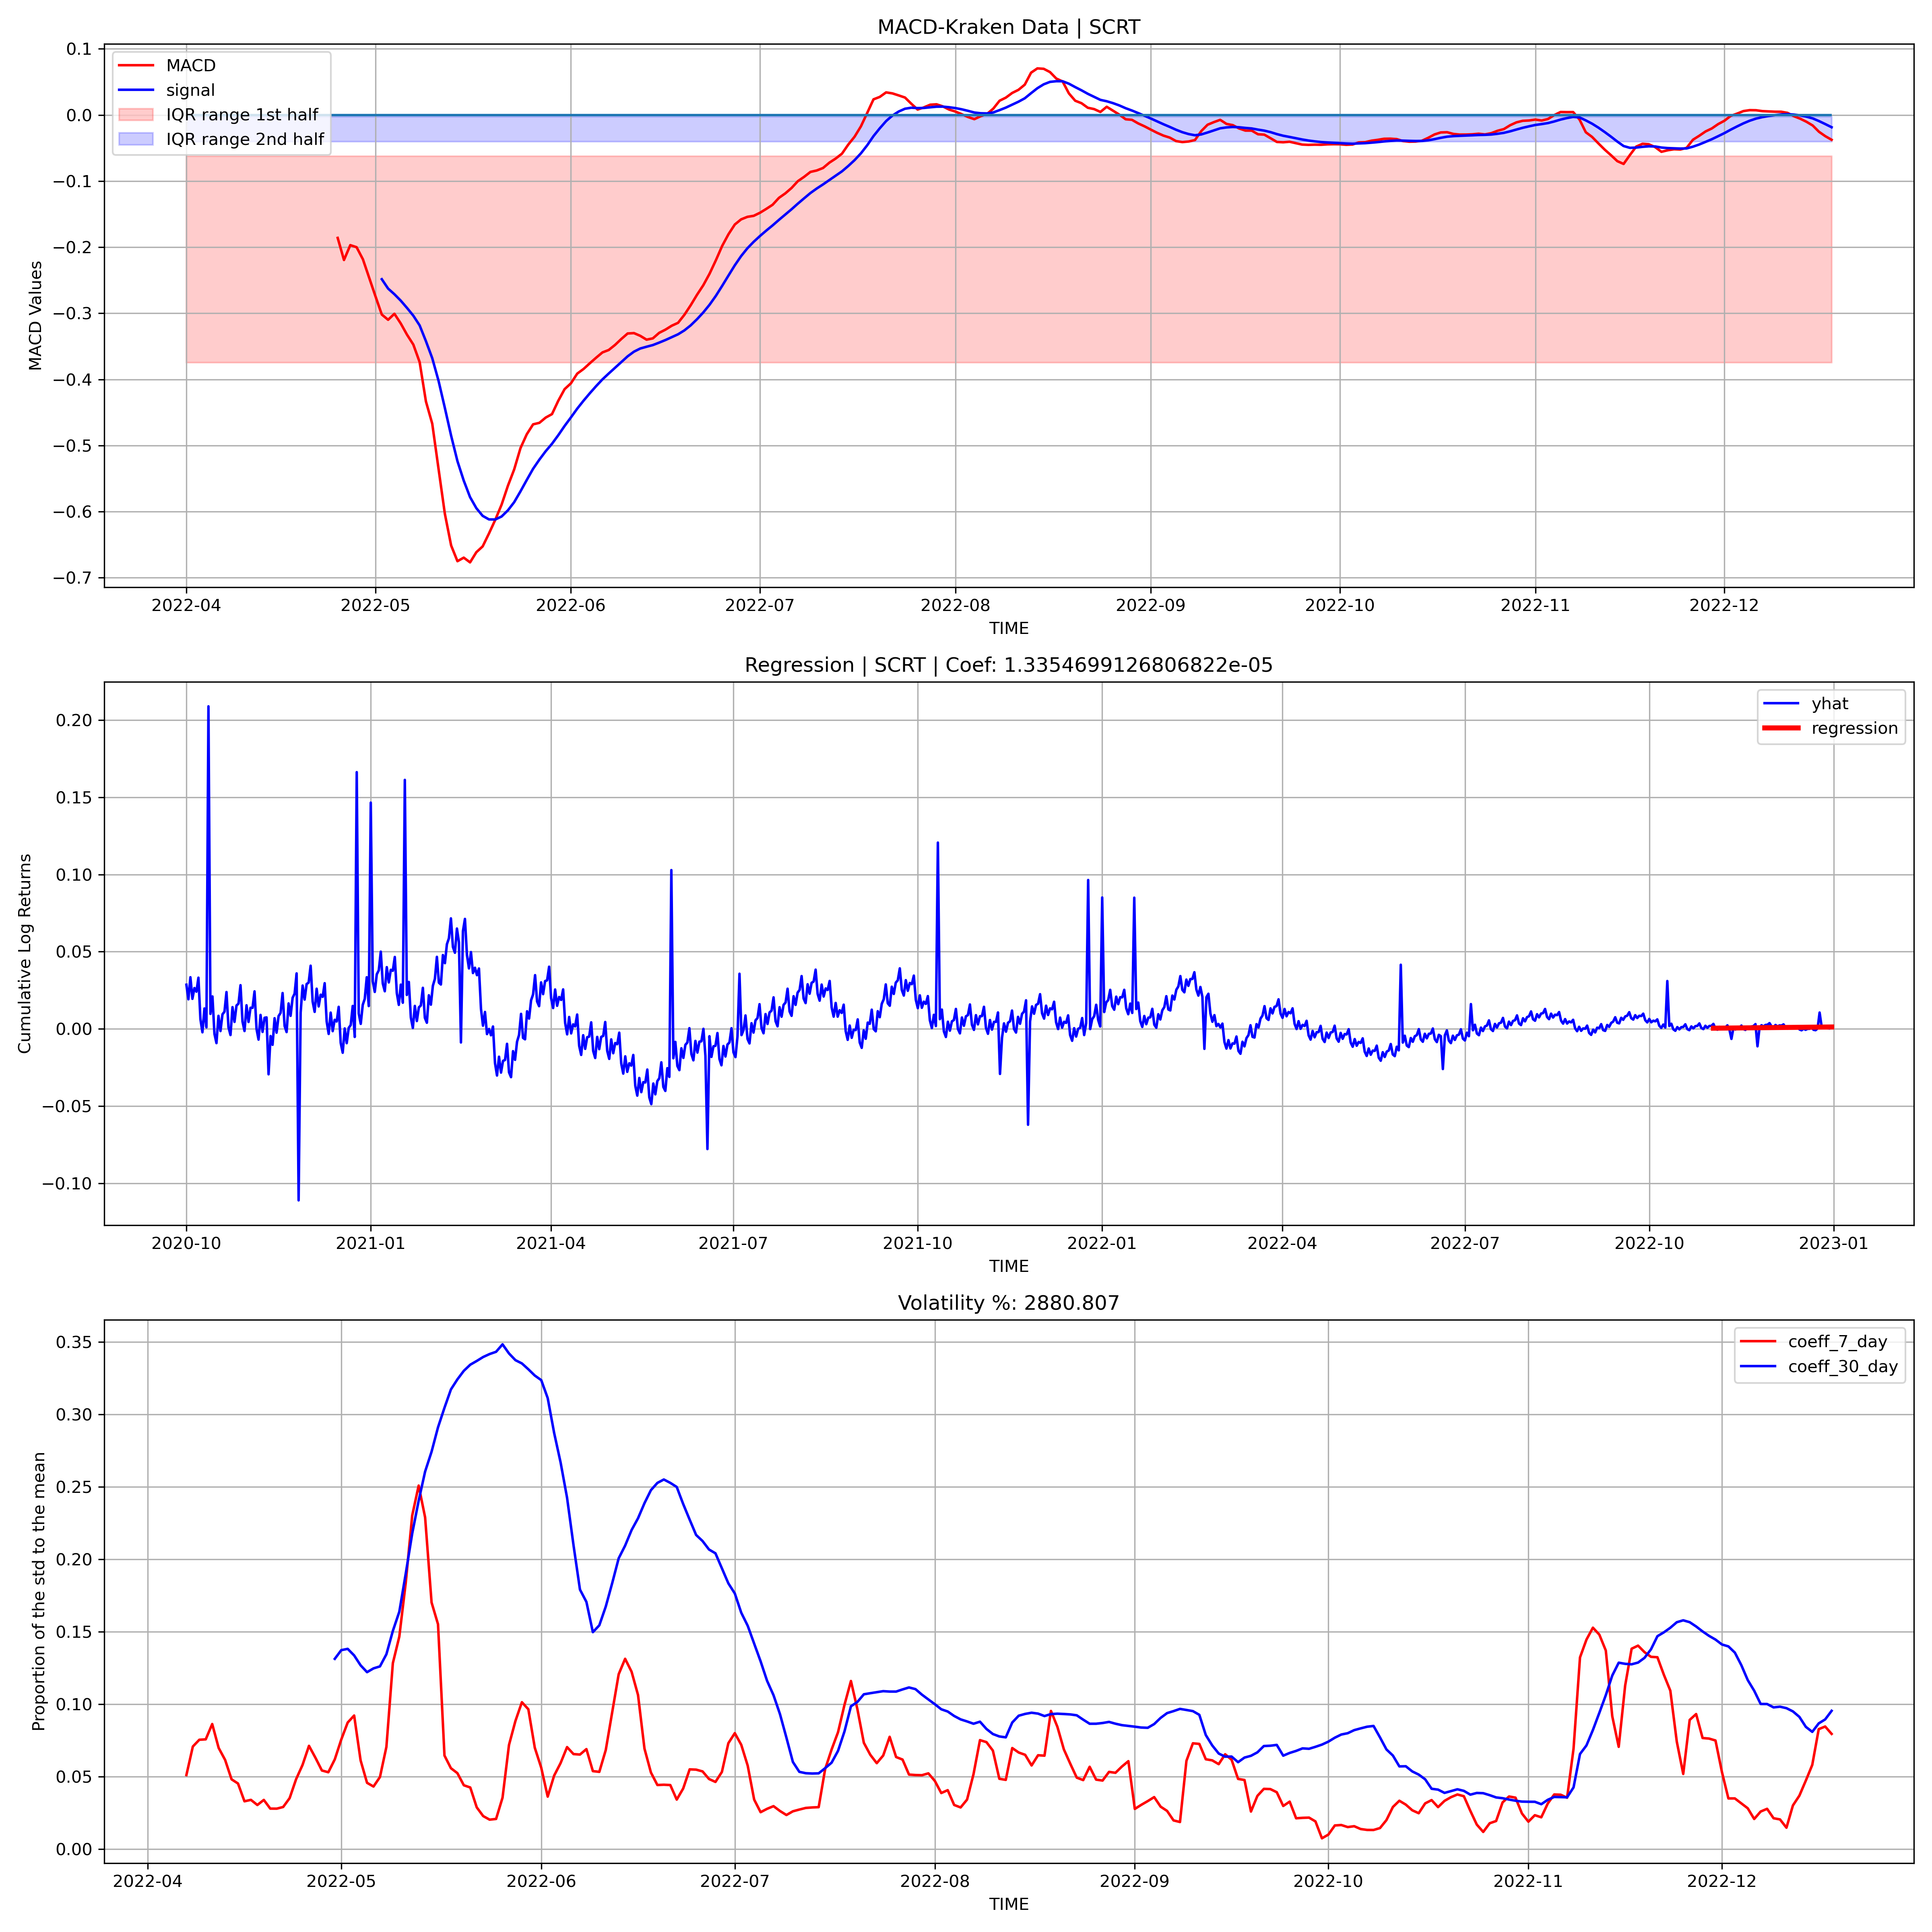 MACD-Kraken Data | SCRT
MACD
signal
IQR range 1st half
IQR range 2nd half
MACD Values
0.1
0.0
−0.1
−0.2
−0.3
−0.4
−0.5
−0.6
−0.7
2022-04 2022-05 2022-06 2022-07 2022-08 2022-09 2022-10 2022-11 2022-12
TIME
Regression | SCRT | Coef: 1.3354699126806822e-05
yhat
regression
Cumulative Log Returns
0.20
0.15
0.10
0.05
0.00
−0.05
−0.10
2020-10 2021-01 2021-04 2021-07 2021-10 2022-01 2022-04 2022-07 2022-10 2023-01
TIME
Volatility %: 2880.807
coeff_7_day
coeff_30_day
Proportion of the std to the mean
0.35
0.30
0.25
0.20
0.15
0.10
0.05
0.00
2022-04 2022-05 2022-06 2022-07 2022-08 2022-09 2022-10 2022-11 2022-12
TIME